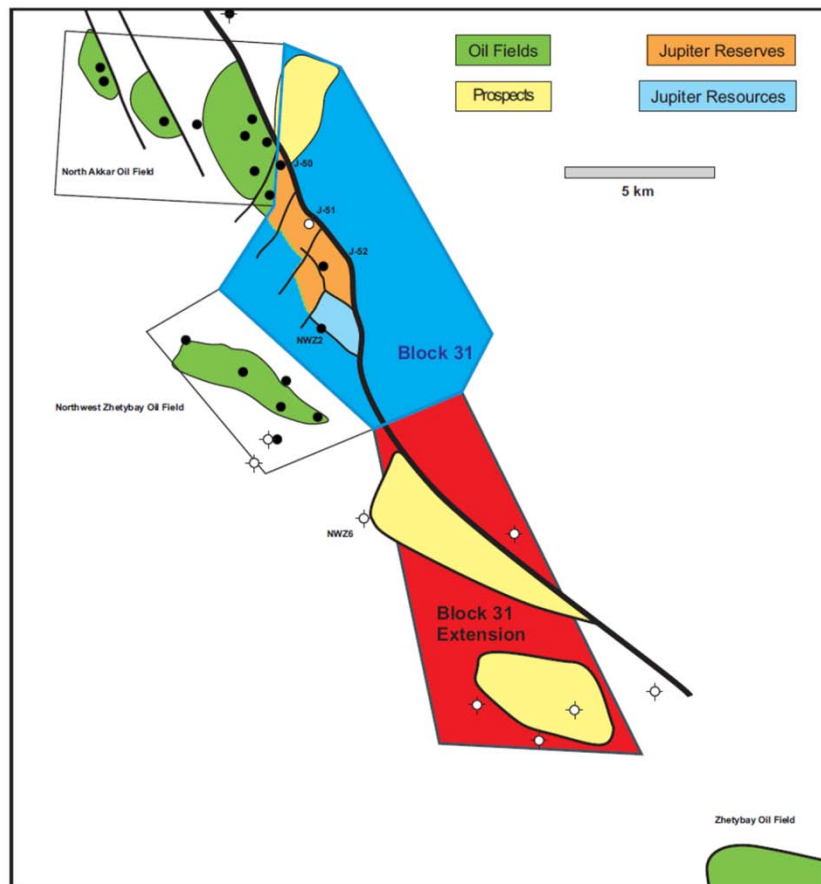 Oil Fields
Jupiter Reserves
Prospects
Jupiter Resources
5 km
North Akkar Oil Field
J-50
J-51
J-52
NWZ2
Block 31
Northwest Zhetybay Oil Field
NWZ6
Block 31
Extension
Zhetybay Oil Field